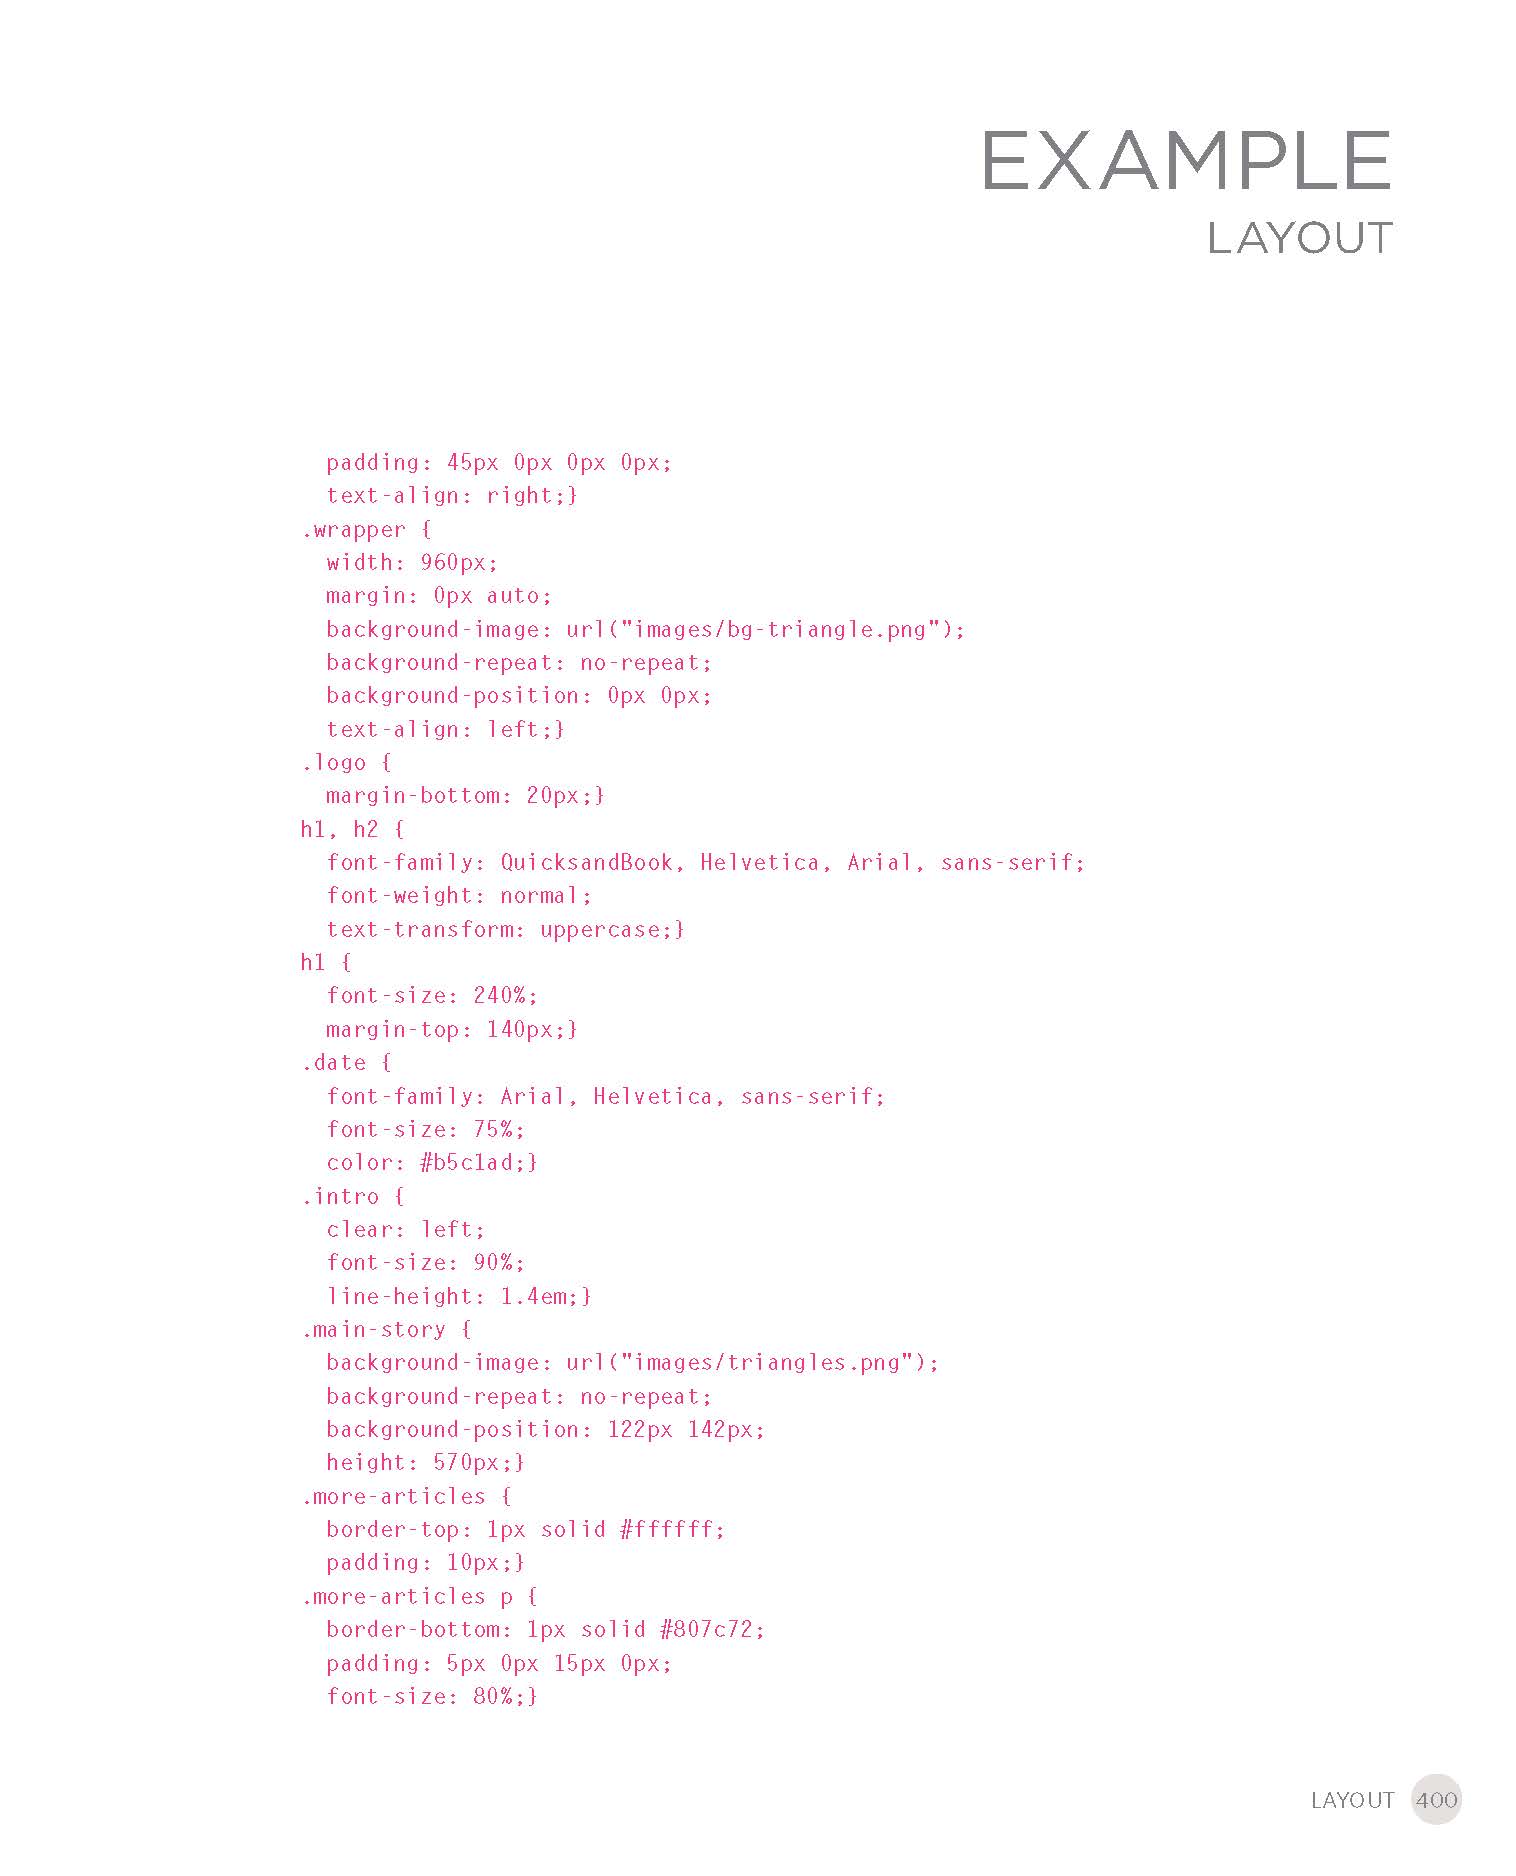 EXAMPLE
LAYOUT
padding: 45px 0px 0px 0px;
text-align: right;}
.wrapper {
width: 960px;
margin: 0px auto;
background-image: url("images/bg-triangle.png");
background-repeat: no-repeat;
background-position: 0px 0px;
text-align: left;}
.logo {
margin-bottom: 20px;}
h1, h2 {
font-family: QuicksandBook, Helvetica, Arial, sans-serif;
font-weight: normal;
text-transform: uppercase;}
h1 {
font-size: 240%;
margin-top: 140px;}
.date {
font-family: Arial, Helvetica, sans-serif;
font-size: 75%;
color: #b5c1ad;}
.intro {
clear: left;
font-size: 90%;
line-height: 1.4em;}
.main-story {
background-image: url("images/triangles.png");
background-repeat: no-repeat;
background-position: 122px 142px;
height: 570px;}
.more-articles {
border-top: 1px solid #ffffff;
padding: 10px;}
.more-articles p {
border-bottom: 1px solid #807c72;
padding: 5px 0px 15px 0px;
font-size: 80%;}
LAYOUT 400